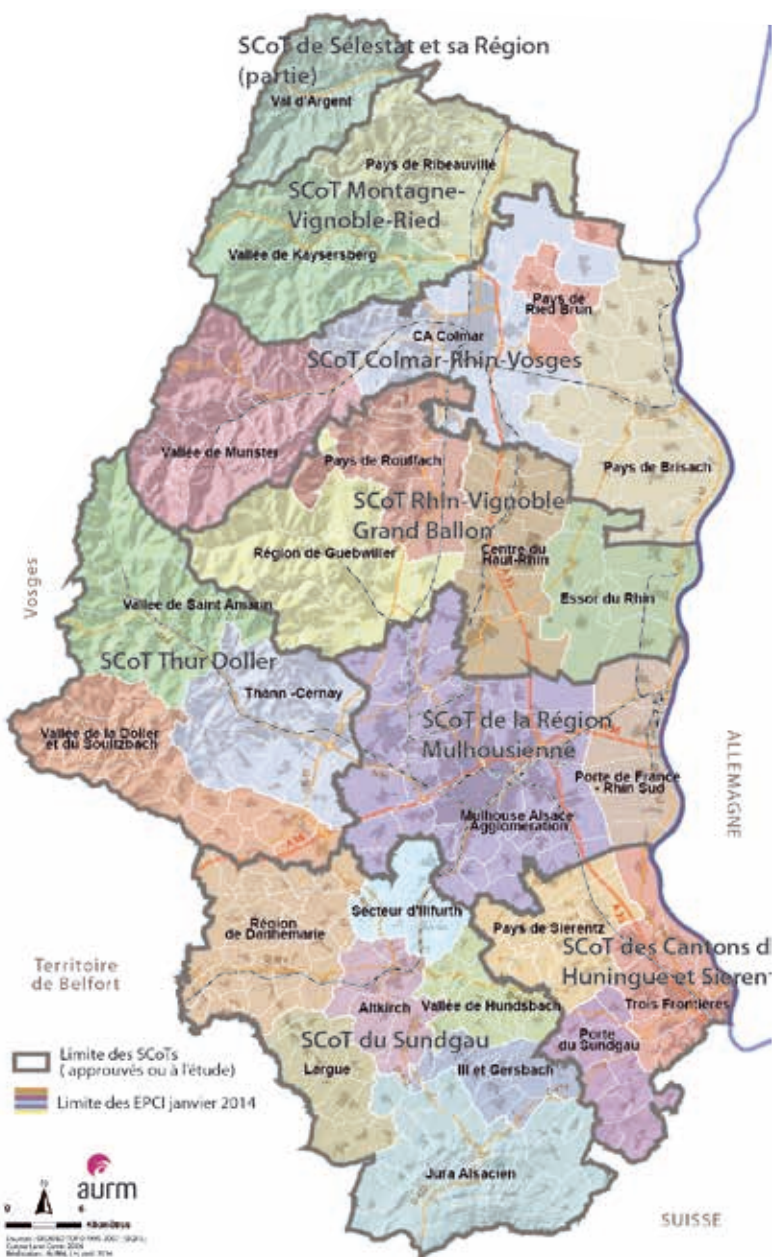 SCoT de Sélestat et sa Région
(partie)
Val d'Argent
Pays de Ribeauvillé
SCoT Montagne-
Vignoble-Ried
Vallée de Kaysersberg
Pays de
Ried Brun
CA Colmar
SCoT Colmar-Rhin-Vosges
Vallée de Munster
Pays de Rouffach
Pays de Brisach
SCoT Rhin-Vignoble
Grand Ballon
Région de Guebwiller
Centre du
Haut-Rhin
Essor du Rhin
Vosges
Vallée de Saint Amarin
SCoT Thur Doller
Thann -Cernay
SCoT de la Région
Mulhousienne
Vallée de la Doller
et du Soultzbach
Porte de France
- Rhin Sud
ALLEMAGNE
Mulhouse Alsace
Agglomération
Secteur d'Illfurth
Pays de Sierentz
Région
de Dannemarie
SCoT des Cantons d
Huningue et Sierent
Territoire
de Belfort
Altkirch
Vallée de Hundsbach
Trois Frontières
SCoT du Sundgau
Porte
du Sundgau
Largue
Ill et Gersbach
Limite des SCoTs
( approuvés ou à l'étude)
Limite des EPCI janvier 2014
Jura Alsacien
aurm
N
0 6
Kilomètres
SUISSE